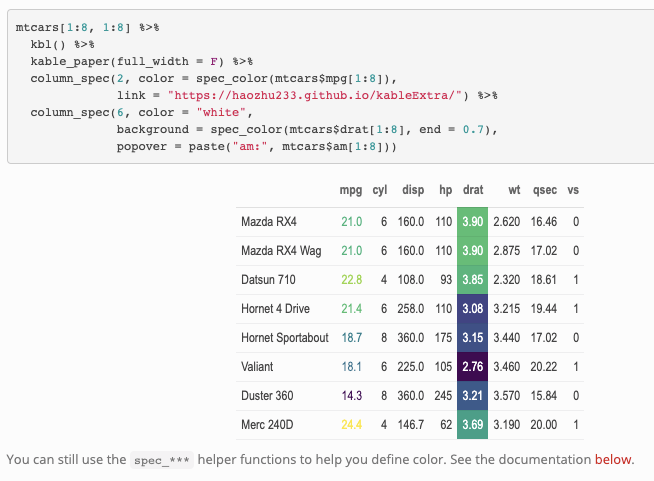 mtcars[1:8, 1:8] %>%
  kbl() %>%
  kable_paper(full_width = F) %>%
  column_spec(2, color = spec_color(mtcars$mpg[1:8]),
              link = "https://haozhu233.github.io/kableExtra/") %>%
  column_spec(6, color = "white",
              background = spec_color(mtcars$drat[1:8], end = 0.7),
              popover = paste("am:", mtcars$am[1:8]))
mpg cyl disp hp drat wt qsec vs
Mazda RX4 21.0 6 160.0 110 3.90 2.620 16.46 0
Mazda RX4 Wag 21.0 6 160.0 110 3.90 2.875 17.02 0
Datsun 710 22.8 4 108.0 93 3.85 2.320 18.61 1
Hornet 4 Drive 21.4 6 258.0 110 3.08 3.215 19.44 1
Hornet Sportabout 18.7 8 360.0 175 3.15 3.440 17.02 0
Valiant 18.1 6 225.0 105 2.76 3.460 20.22 1
Duster 360 14.3 8 360.0 245 3.21 3.570 15.84 0
Merc 240D 24.4 4 146.7 62 3.69 3.190 20.00 1
You can still use the spec_*** helper functions to help you define color. See the documentation below.